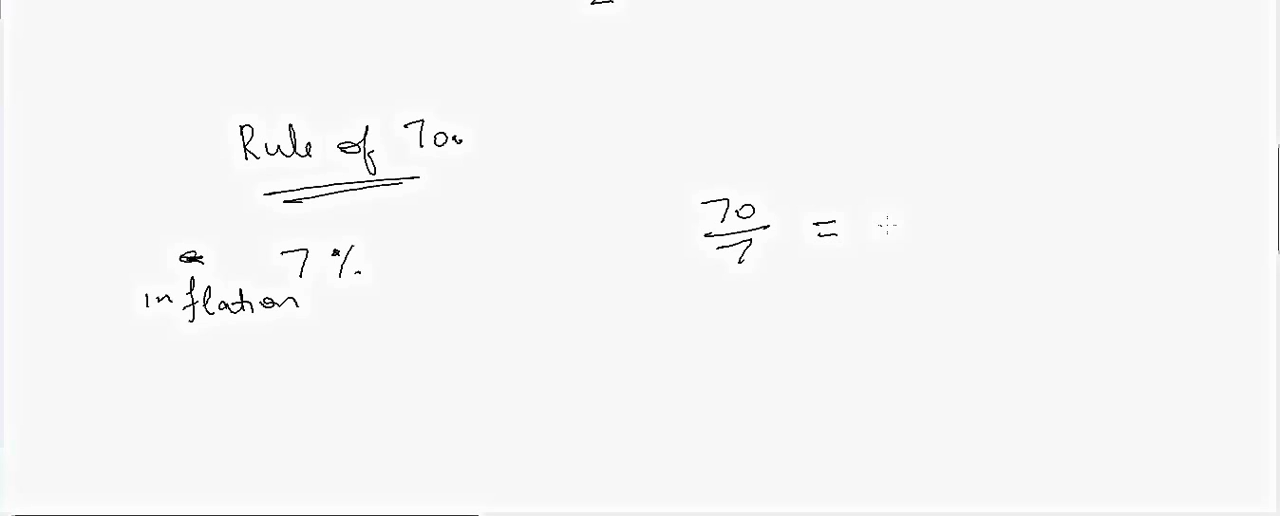 Rule of 70.
7 %.
inflation
70/7 =